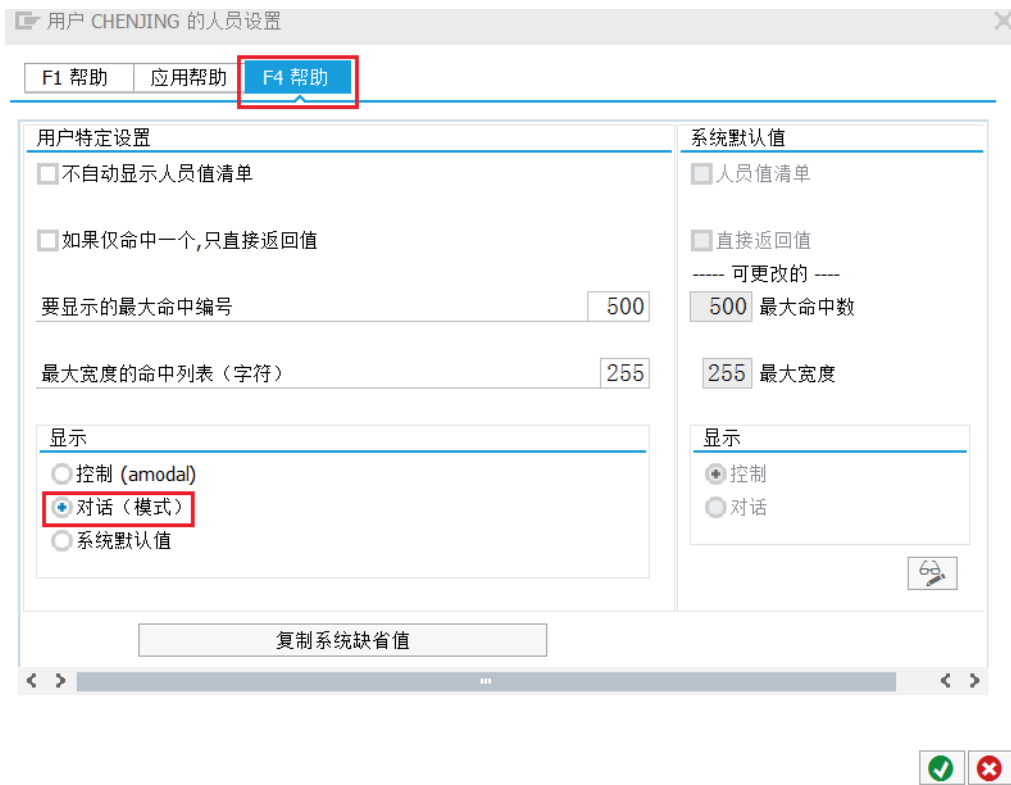 用户 CHENJING 的人员设置
F1 帮助 应用帮助 F4 帮助
用户特定设置
不自动显示人员值清单
如果仅命中一个,只直接返回值
要显示的最大命中编号 500
最大宽度的命中列表（字符） 255
显示
控制 (amodal)
对话（模式）
系统默认值
复制系统缺省值
系统默认值
人员值清单
直接返回值
----- 可更改的 ----
500 最大命中数
255 最大宽度
显示
控制
对话